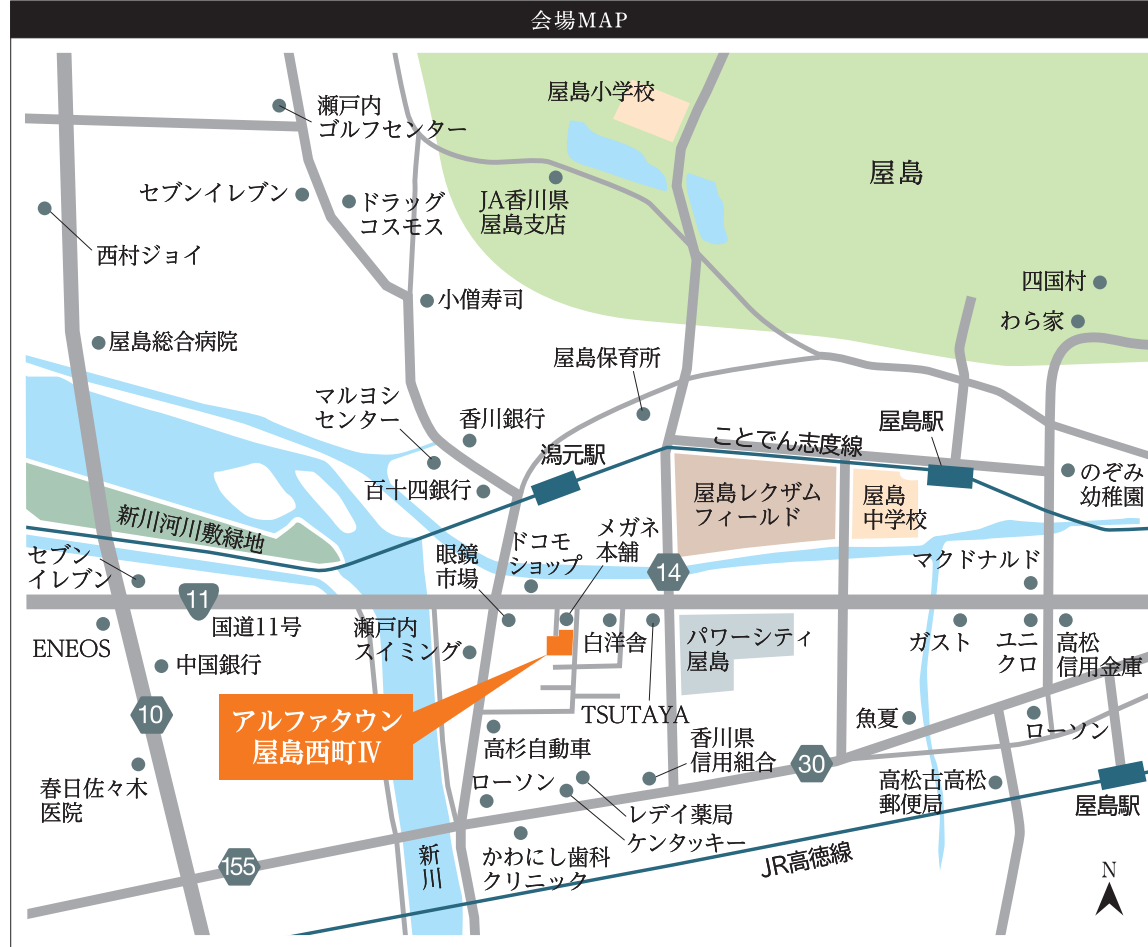 会場MAP
屋島小学校
瀬戸内
ゴルフセンター
屋島
セブンイレブン
ドラッグ
コスモス
JA香川県
屋島支店
西村ジョイ
四国村
小僧寿司
わら家
屋島総合病院
屋島保育所
マルヨシ
センター
香川銀行
屋島駅
ことでん志度線
潟元駅
のぞみ
幼稚園
百十四銀行
屋島レクザム
フィールド
屋島
中学校
新川河川敷緑地
メガネ
本舗
ドコモ
ショップ
眼鏡
市場
セブン
イレブン
マクドナルド
14
11
国道11号
ENEOS
瀬戸内
スイミング
白洋舎
パワーシティ
屋島
ガスト
ユニ
クロ
高松
信用金庫
中国銀行
10
アルファタウン
屋島西町Ⅳ
TSUTAYA
魚夏
ローソン
高杉自動車
香川県
信用組合
30
春日佐々木
医院
ローソン
高松古高松
郵便局
屋島駅
レデイ薬局
ケンタッキー
かわにし歯科
クリニック
新川
155
JR高徳線
N